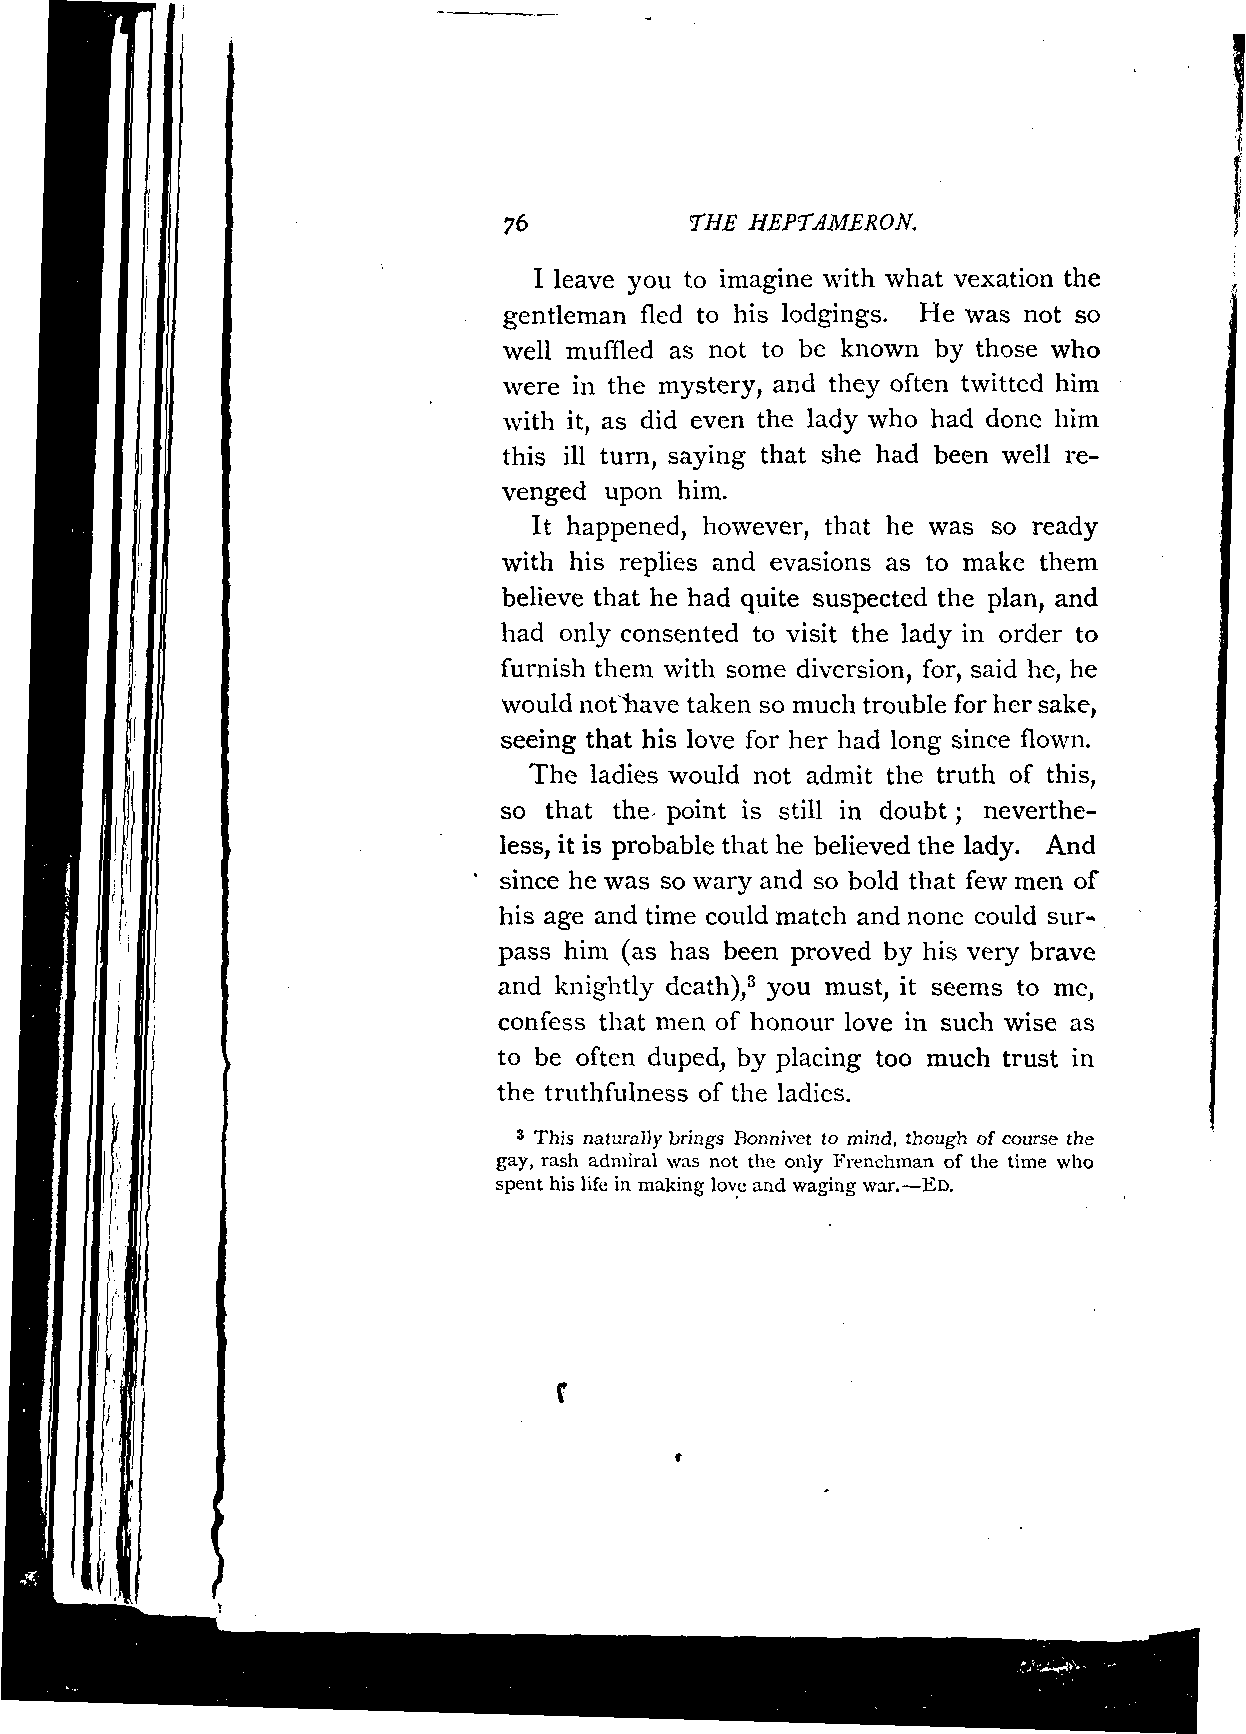 76 THE HEPTAMERON.
I leave you to imagine with what vexation the
gentleman fled to his lodgings. He was not so
well muffled as not to be known by those who
were in the mystery, and they often twitted him
with it, as did even the lady who had done him
this ill turn, saying that she had been well re-
venged upon him.
It happened, however, that he was so ready
with his replies and evasions as to make them
believe that he had quite suspected the plan, and
had only consented to visit the lady in order to
furnish them with some diversion, for, said he, he
would not have taken so much trouble for her sake,
seeing that his love for her had long since flown.
The ladies would not admit the truth of this,
so that the point is still in doubt; neverthe-
less, it is probable that he believed the lady. And
since he was so wary and so bold that few men of
his age and time could match and none could sur-
pass him (as has been proved by his very brave
and knightly death),³ you must, it seems to me,
confess that men of honour love in such wise as
to be often duped, by placing too much trust in
the truthfulness of the ladies.
³ This naturally brings Bonnivet to mind, though of course the
gay, rash admiral was not the only Frenchman of the time who
spent his life in making love and waging war.—ED.